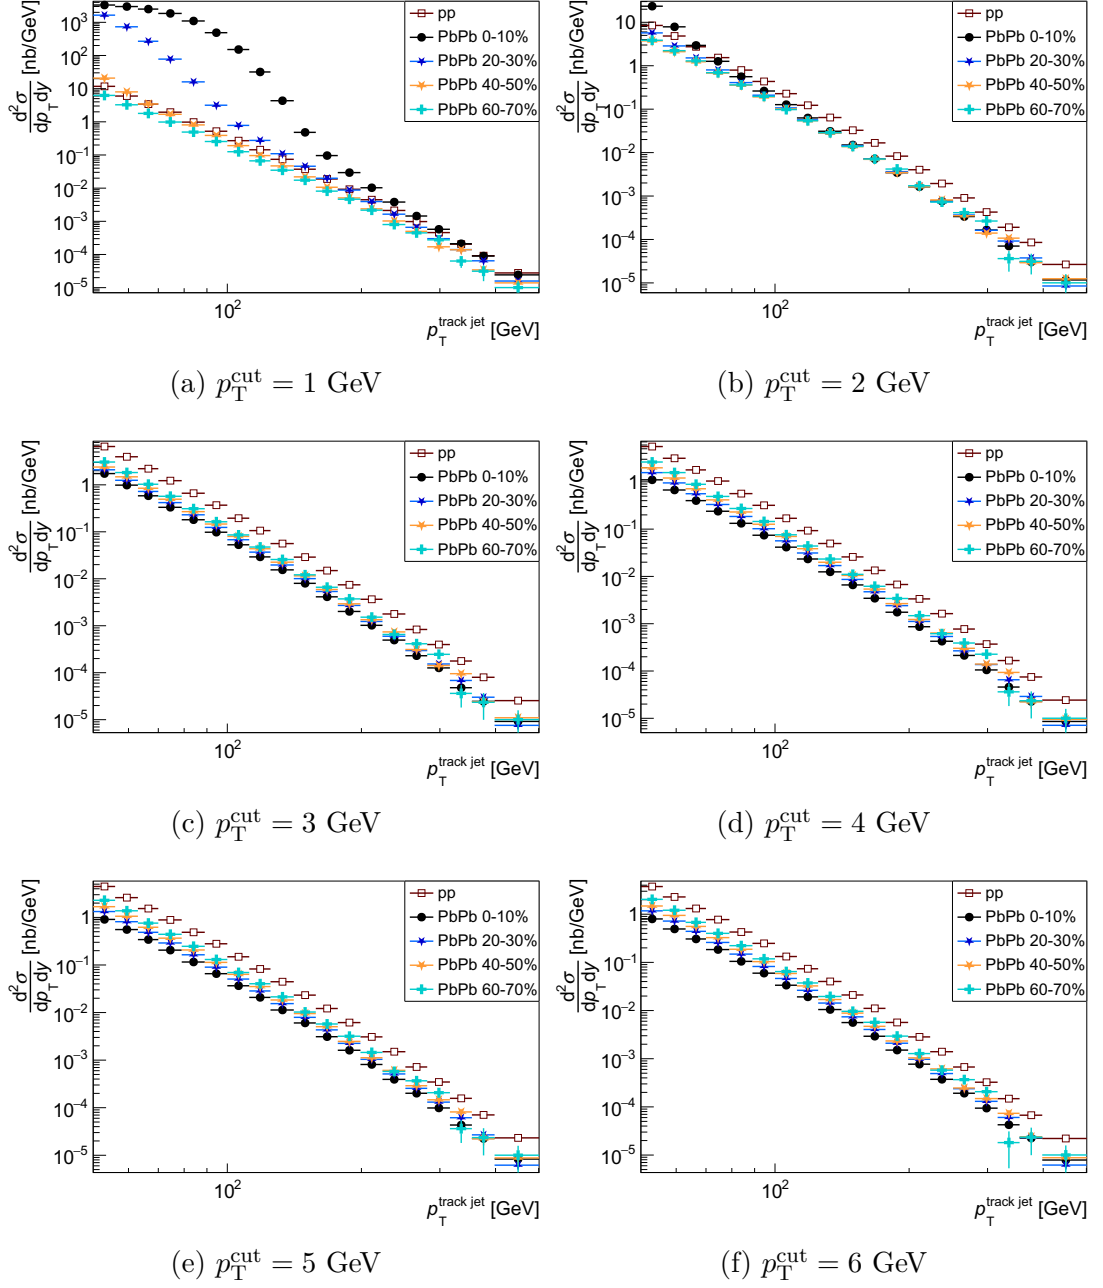 d²σ/dp_T dy [nb/GeV]
10³
10²
10
1
10⁻¹
10⁻²
10⁻³
10⁻⁴
10⁻⁵
pp
PbPb 0-10%
PbPb 20-30%
PbPb 40-50%
PbPb 60-70%
10²
p_T^track jet [GeV]
(a) p_T^cut = 1 GeV
d²σ/dp_T dy [nb/GeV]
10
1
10⁻¹
10⁻²
10⁻³
10⁻⁴
10⁻⁵
pp
PbPb 0-10%
PbPb 20-30%
PbPb 40-50%
PbPb 60-70%
10²
p_T^track jet [GeV]
(b) p_T^cut = 2 GeV
d²σ/dp_T dy [nb/GeV]
1
10⁻¹
10⁻²
10⁻³
10⁻⁴
10⁻⁵
pp
PbPb 0-10%
PbPb 20-30%
PbPb 40-50%
PbPb 60-70%
10²
p_T^track jet [GeV]
(c) p_T^cut = 3 GeV
d²σ/dp_T dy [nb/GeV]
1
10⁻¹
10⁻²
10⁻³
10⁻⁴
10⁻⁵
pp
PbPb 0-10%
PbPb 20-30%
PbPb 40-50%
PbPb 60-70%
10²
p_T^track jet [GeV]
(d) p_T^cut = 4 GeV
d²σ/dp_T dy [nb/GeV]
1
10⁻¹
10⁻²
10⁻³
10⁻⁴
10⁻⁵
pp
PbPb 0-10%
PbPb 20-30%
PbPb 40-50%
PbPb 60-70%
10²
p_T^track jet [GeV]
(e) p_T^cut = 5 GeV
d²σ/dp_T dy [nb/GeV]
1
10⁻¹
10⁻²
10⁻³
10⁻⁴
10⁻⁵
pp
PbPb 0-10%
PbPb 20-30%
PbPb 40-50%
PbPb 60-70%
10²
p_T^track jet [GeV]
(f) p_T^cut = 6 GeV